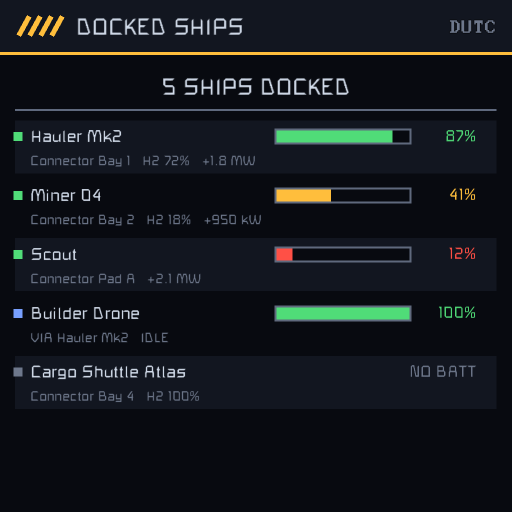 DOCKED SHIPS DUTC
5 SHIPS DOCKED
Hauler Mk2 87%
Connector Bay 1 H2 72% +1.8 MW
Miner 04 41%
Connector Bay 2 H2 18% +950 kW
Scout 12%
Connector Pad A +2.1 MW
Builder Drone 100%
VIA Hauler Mk2 IDLE
Cargo Shuttle Atlas NO BATT
Connector Bay 4 H2 100%